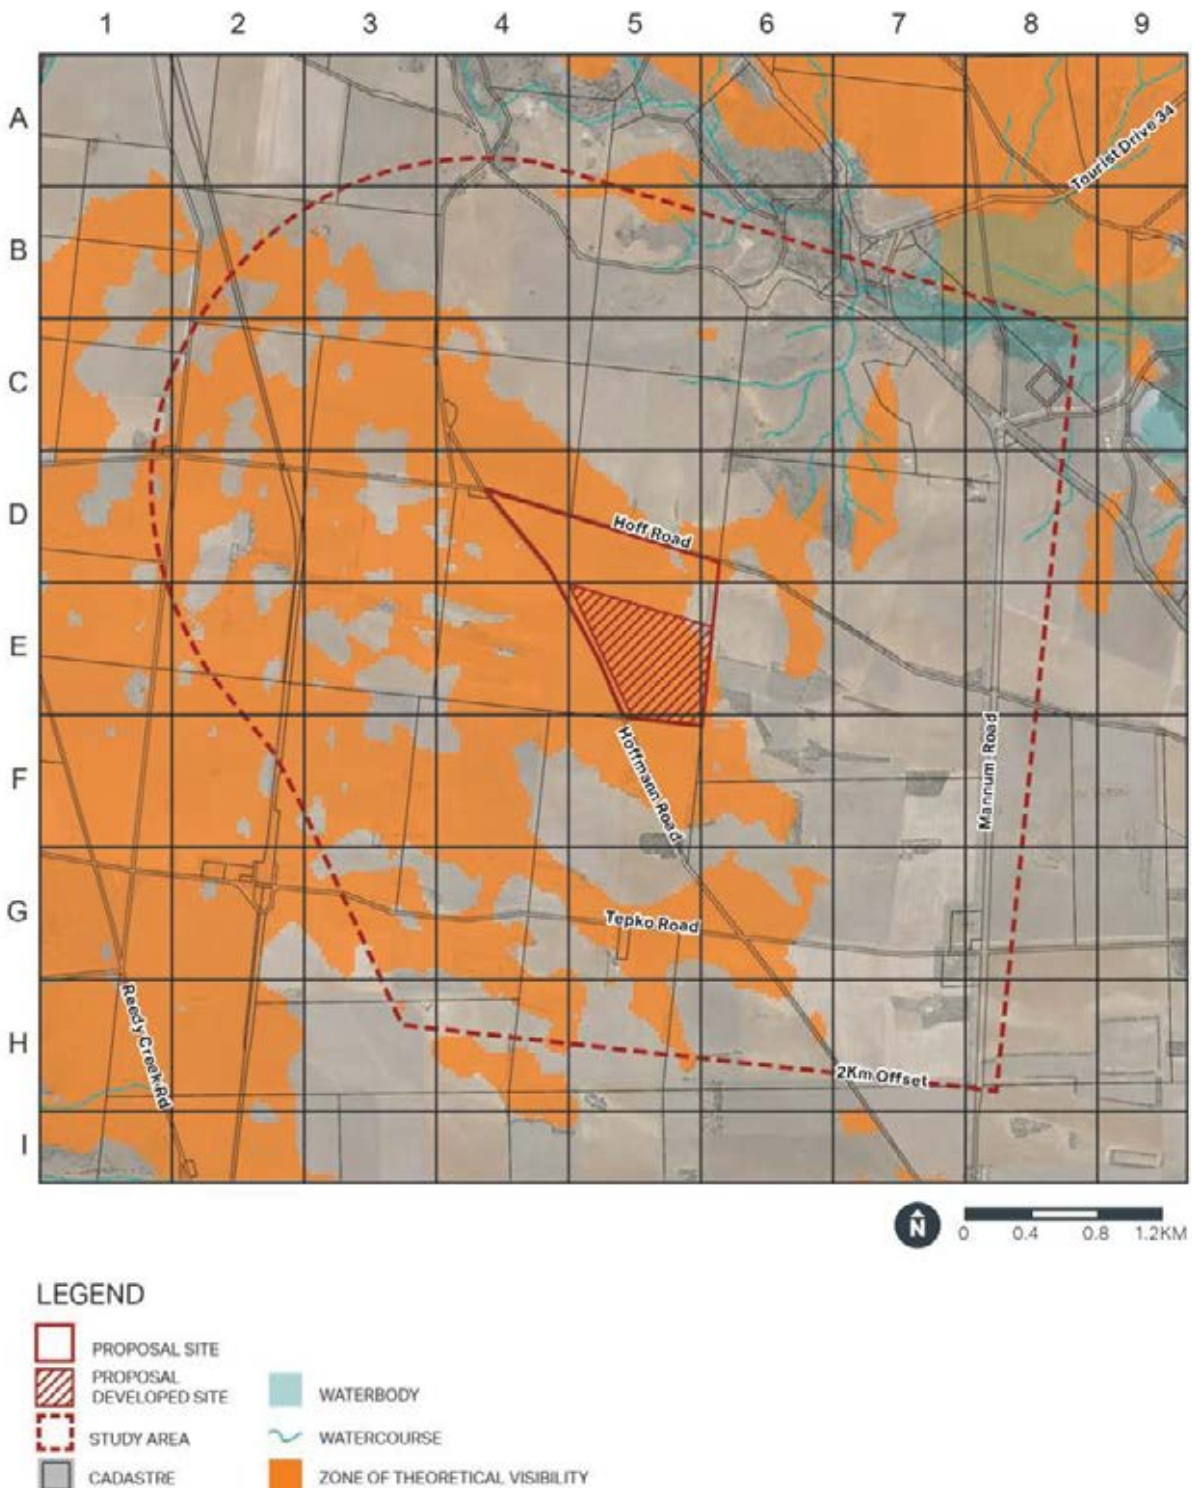 1 2 3 4 5 6 7 8 9
A
Tourist Drive 34
B
C
D
Hoff Road
E
Hoffmann Road
Mannum Road
F
G
Tepko Road
Reedy Creek Rd
H
2Km Offset
I
N
0 0.4 0.8 1.2KM
LEGEND
PROPOSAL SITE
PROPOSAL
DEVELOPED SITE
STUDY AREA
CADASTRE
WATERBODY
WATERCOURSE
ZONE OF THEORETICAL VISIBILITY